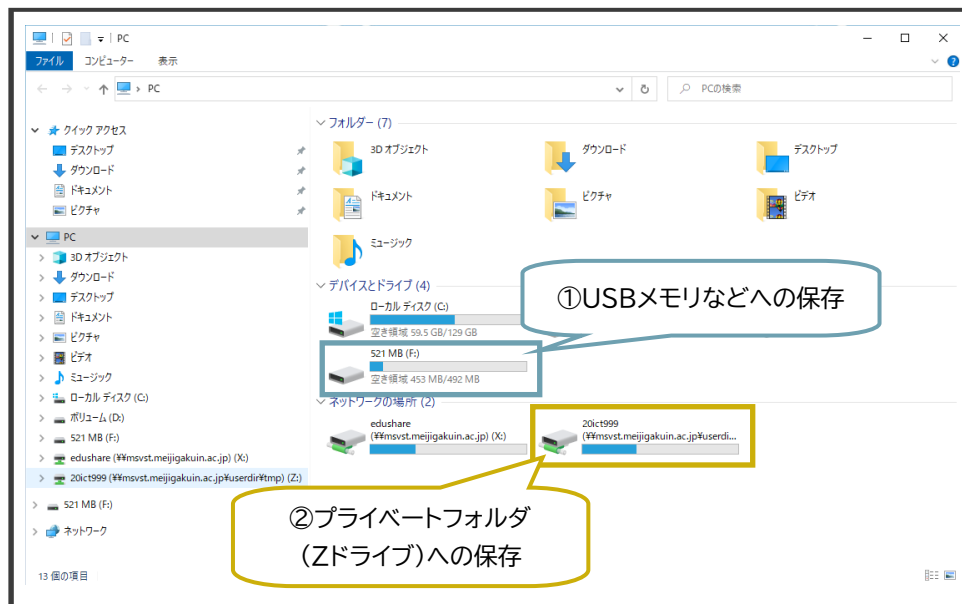 PC
ファイル
コンピューター
表示
PC
PCの検索
クイック アクセス
デスクトップ
ダウンロード
ドキュメント
ピクチャ
PC
3D オブジェクト
ダウンロード
デスクトップ
ドキュメント
ピクチャ
ビデオ
ミュージック
ローカル ディスク (C:)
ボリューム (D:)
521 MB (F:)
edushare (¥¥msvst.meijigakuin.ac.jp) (X:)
20ict999 (¥¥msvst.meijigakuin.ac.jp¥userdir¥tmp) (Z:)
521 MB (F:)
ネットワーク
13 個の項目
フォルダー (7)
3D オブジェクト
ダウンロード
デスクトップ
ドキュメント
ピクチャ
ビデオ
ミュージック
デバイスとドライブ (4)
ローカル ディスク (C:)
空き領域 59.5 GB/129 GB
521 MB (F:)
空き領域 453 MB/492 MB
①USBメモリなどへの保存
ネットワークの場所 (2)
edushare
(¥¥msvst.meijigakuin.ac.jp) (X:)
20ict999
(¥¥msvst.meijigakuin.ac.jp¥userdi...
②プライベートフォルダ
(Zドライブ)への保存